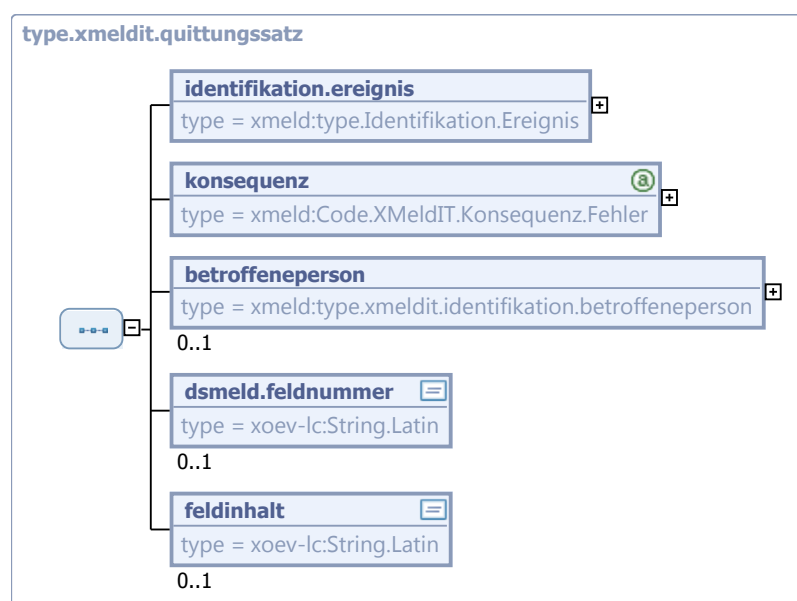 type.xmeldit.quittungssatz
identifikation.ereignis
type = xmeld:type.Identifikation.Ereignis
konsequenz
type = xmeld:Code.XMeldIT.Konsequenz.Fehler
betroffeneperson
type = xmeld:type.xmeldit.identifikation.betroffeneperson
0..1
dsmeld.feldnummer
type = xoev-lc:String.Latin
0..1
feldinhalt
type = xoev-lc:String.Latin
0..1